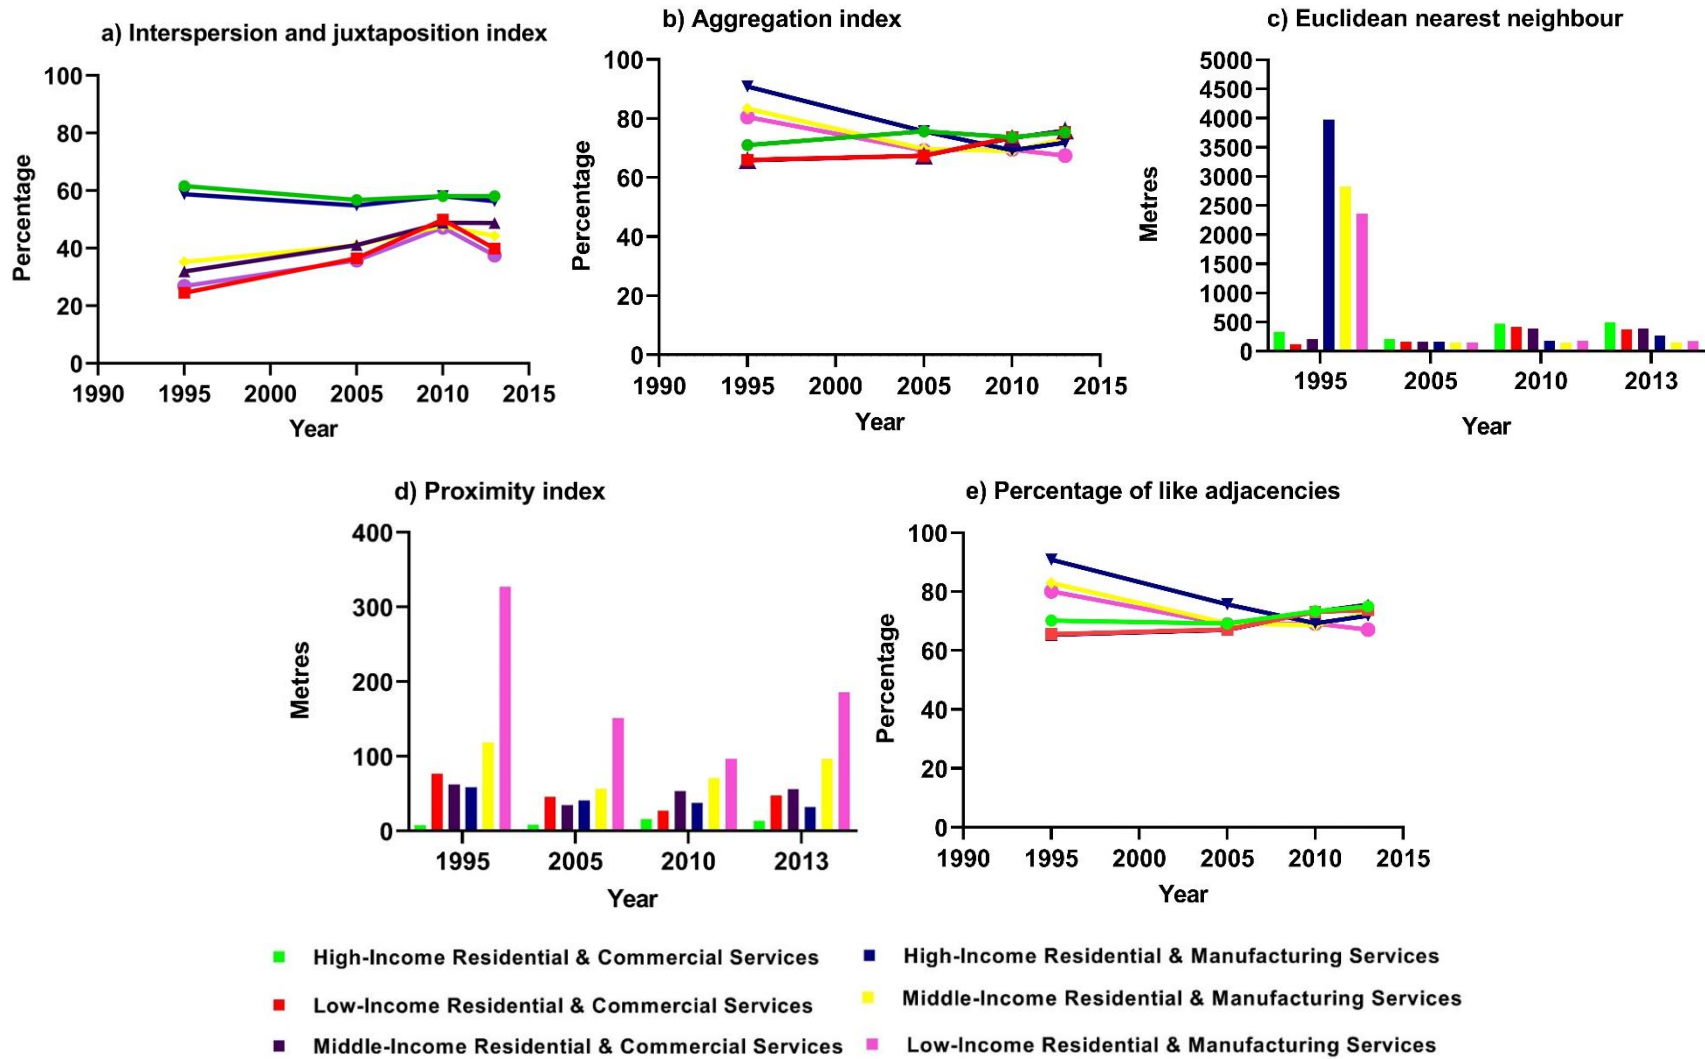 a) Interspersion and juxtaposition index
Percentage
100
80
60
40
20
0
1990 1995 2000 2005 2010 2015
Year
b) Aggregation index
Percentage
100
80
60
40
20
0
1990 1995 2000 2005 2010 2015
Year
c) Euclidean nearest neighbour
Metres
5000
4500
4000
3500
3000
2500
2000
1500
1000
500
0
1995 2005 2010 2013
Year
d) Proximity index
Metres
400
300
200
100
0
1995 2005 2010 2013
Year
e) Percentage of like adjacencies
Percentage
100
80
60
40
20
0
1990 1995 2000 2005 2010 2015
Year
High-Income Residential & Commercial Services
High-Income Residential & Manufacturing Services
Low-Income Residential & Commercial Services
Middle-Income Residential & Manufacturing Services
Middle-Income Residential & Commercial Services
Low-Income Residential & Manufacturing Services